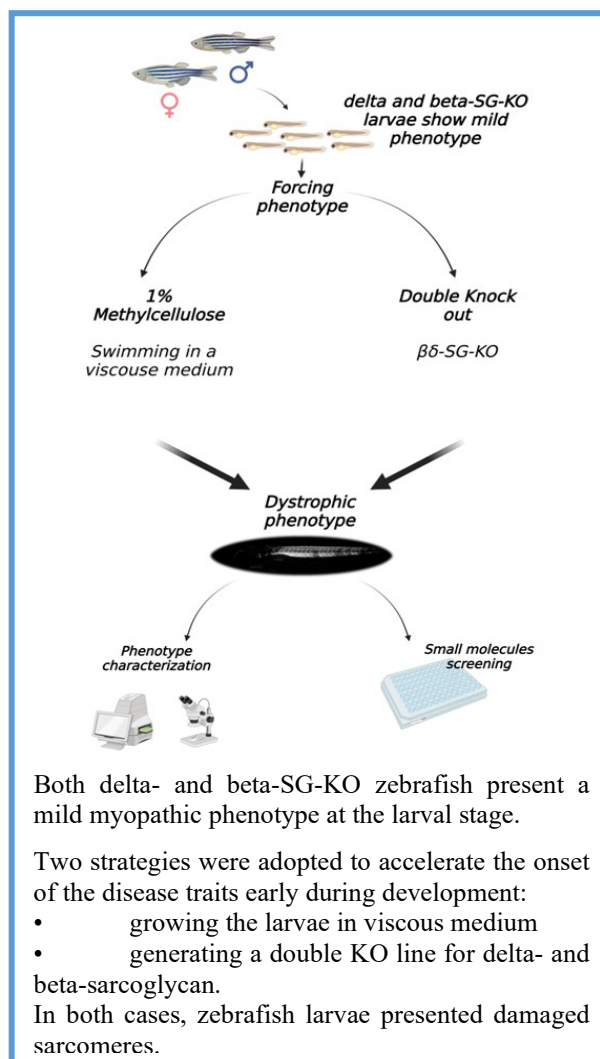 delta and beta-SG-KO
larvae show mild
phenotype
Forcing
phenotype
1%
Methylcellulose
Swimming in a
viscouse medium
Double Knock
out
βδ-SG-KO
Dystrophic
phenotype
Phenotype
characterization
Small molecules
screening
Both delta- and beta-SG-KO zebrafish present a
mild myopathic phenotype at the larval stage.
Two strategies were adopted to accelerate the onset
of the disease traits early during development:
• growing the larvae in viscous medium
• generating a double KO line for delta- and
beta-sarcoglycan.
In both cases, zebrafish larvae presented damaged
sarcomeres.